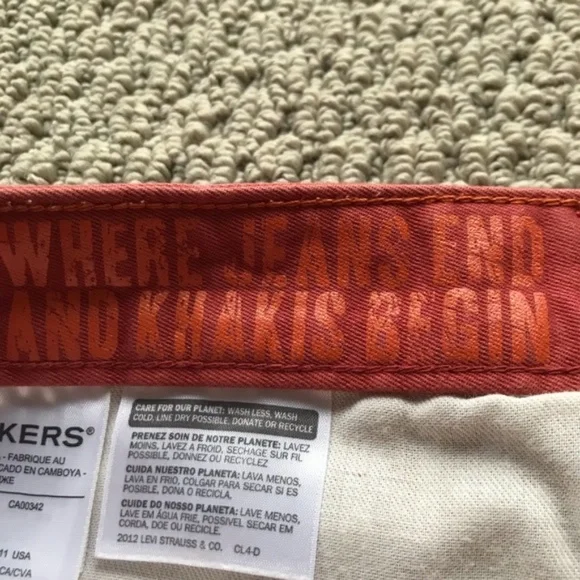 WHERE JEANS END
AND KHAKIS BEGIN
KERS®
- FABRIQUÉ AU
CADO EN CAMBOYA -
CA00342
11 USA
CA/CVA
CARE FOR OUR PLANET: WASH LESS, WASH
COLD, LINE DRY POSSIBLE, DONATE OR RECYCLE
PRENEZ SOIN DE NOTRE PLANETE: LAVEZ
MOINS, LAVEZ A FROID, SECHAGE SUR FIL
POSSIBLE, DONNEZ OU RECYCLEZ
CUIDA NUESTRO PLANETA: LAVA MENOS,
LAVA EN FRIO, COLGAR PARA SECAR SI ES
POSIBLE, DONA O RECICLA.
CUIDE DO NOSSO PLANETA: LAVE MENOS,
LAVE EM ÁGUA FRIE, POSSIVEL SECAR EM
CORDA, DOE OU RECICLE.
2012 LEVI STRAUSS & CO. CL4-D